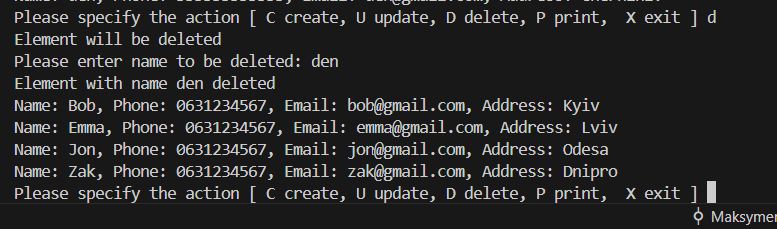 Please specify the action [ C create, U update, D delete, P print,  X exit ] d
Element will be deleted
Please enter name to be deleted: den
Element with name den deleted
Name: Bob, Phone: 0631234567, Email: bob@gmail.com, Address: Kyiv
Name: Emma, Phone: 0631234567, Email: emma@gmail.com, Address: Lviv
Name: Jon, Phone: 0631234567, Email: jon@gmail.com, Address: Odesa
Name: Zak, Phone: 0631234567, Email: zak@gmail.com, Address: Dnipro
Please specify the action [ C create, U update, D delete, P print,  X exit ]